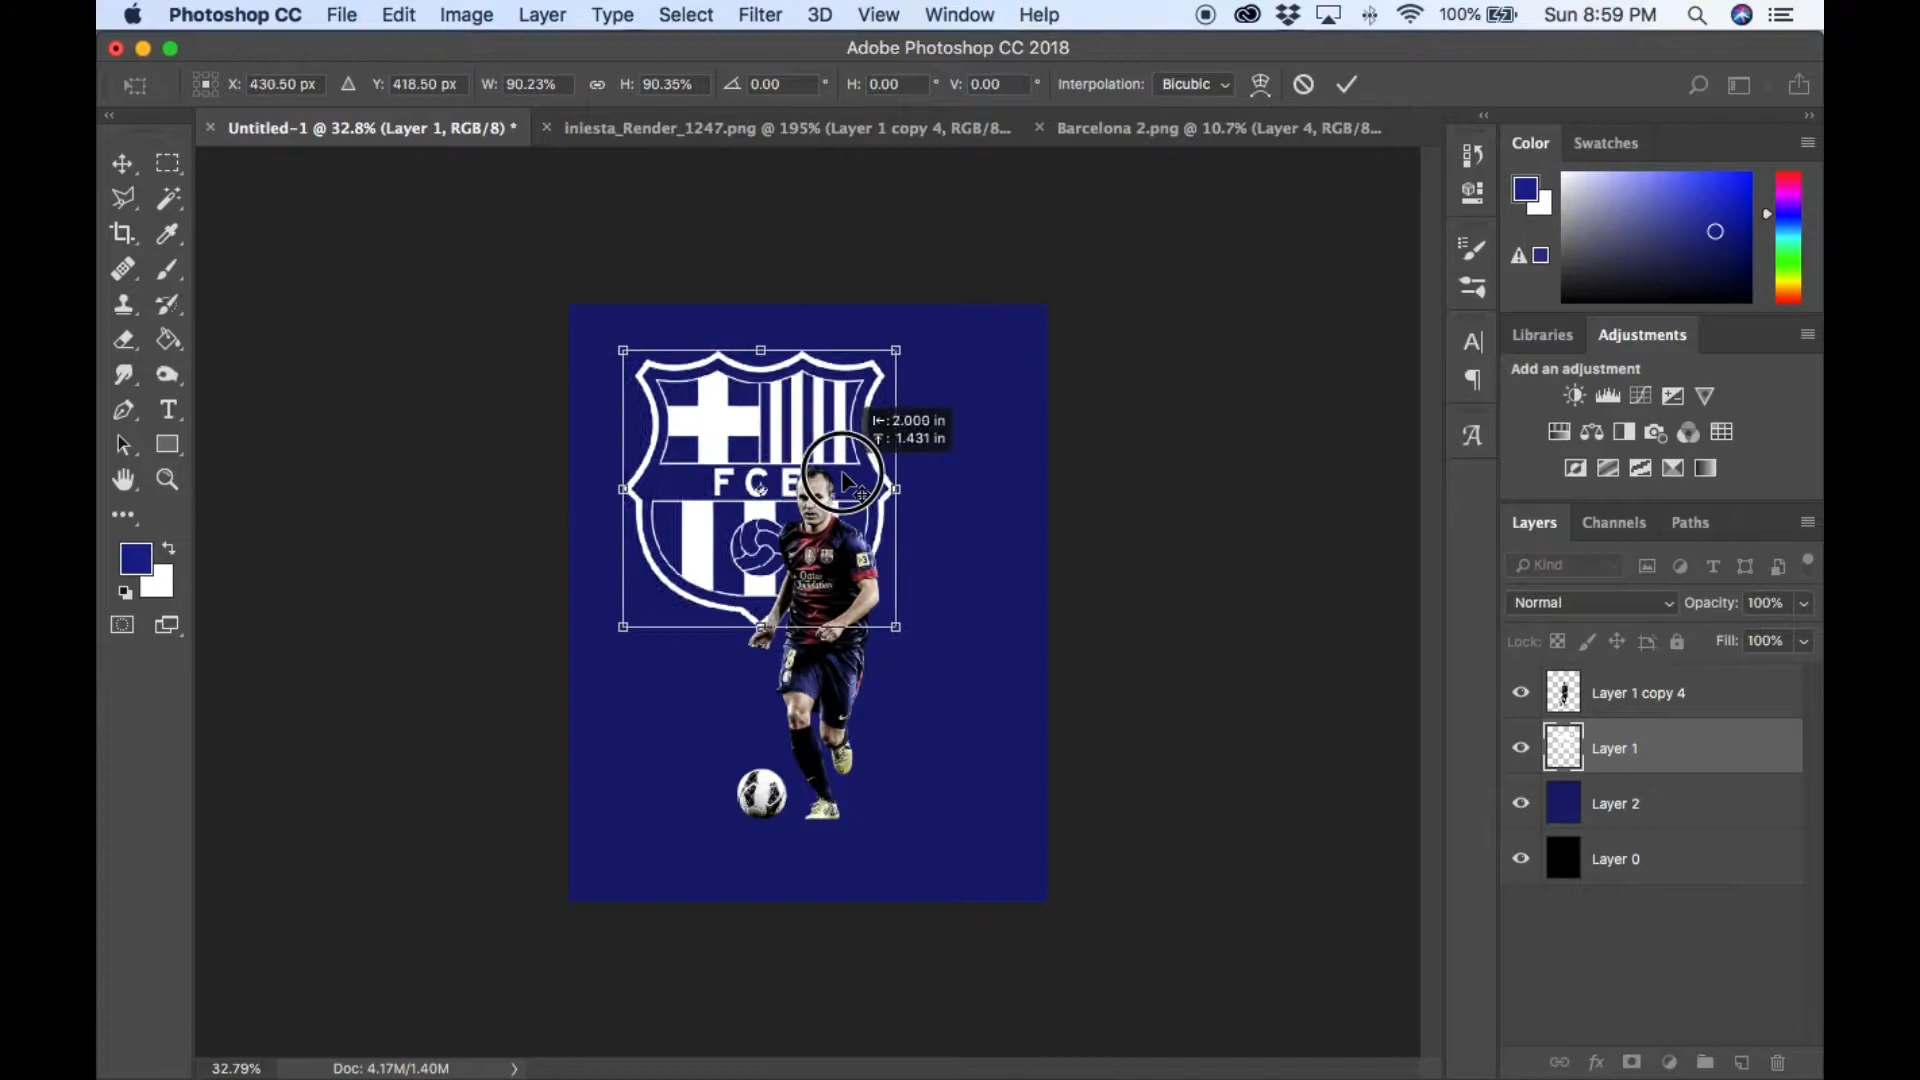 Photoshop CC File Edit Image Layer Type Select Filter 3D View Window Help 100% Sun 8:59 PM
Adobe Photoshop CC 2018
X: 430.50 px Y: 418.50 px W: 90.23% H: 90.35% 0.00 ° H: 0.00 ° V: 0.00 ° Interpolation: Bicubic
Untitled-1 @ 32.8% (Layer 1, RGB/8) * iniesta_Render_1247.png @ 195% (Layer 1 copy 4, RGB/8... Barcelona 2.png @ 10.7% (Layer 4, RGB/8...
Color Swatches
Libraries Adjustments
Add an adjustment
2.000 in
1.431 in
F C B
Qatar
Foundation
8
Layers Channels Paths
Kind
Normal Opacity: 100%
Lock: Fill: 100%
Layer 1 copy 4
Layer 1
Layer 2
Layer 0
32.79% Doc: 4.17M/1.40M